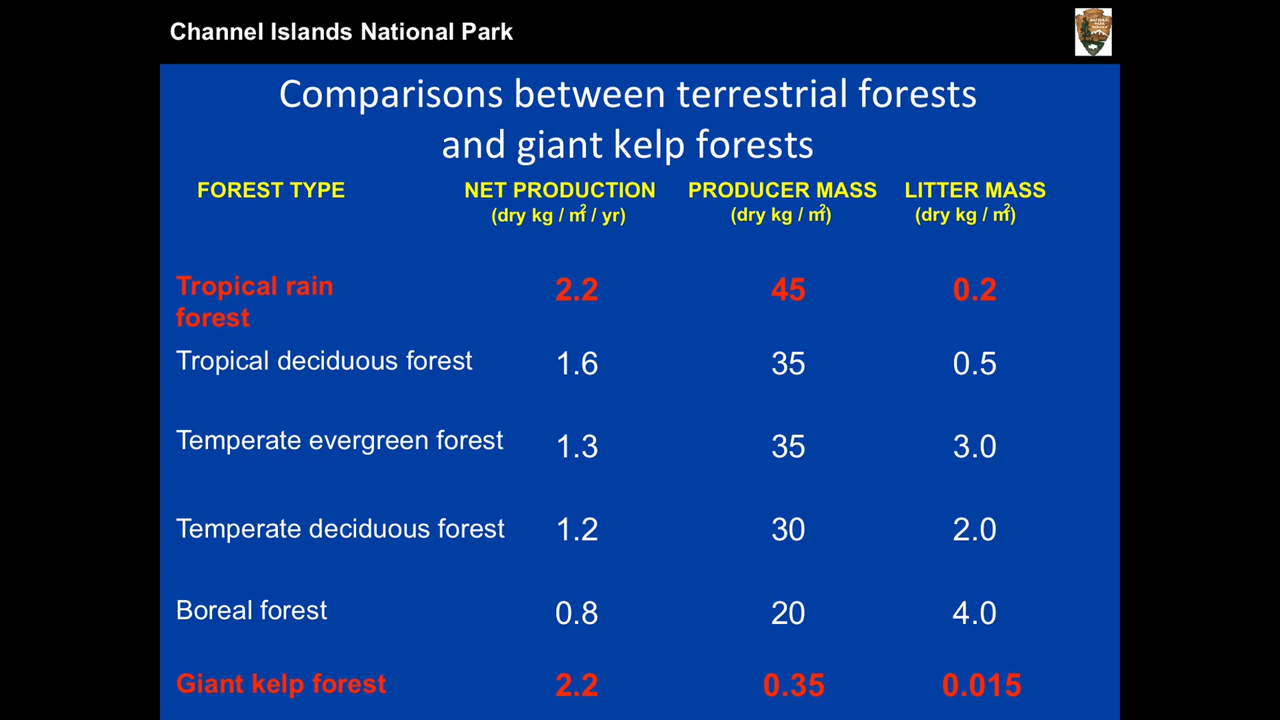 Channel Islands National Park
Comparisons between terrestrial forests
and giant kelp forests
FOREST TYPE NET PRODUCTION PRODUCER MASS LITTER MASS
(dry kg / m² / yr) (dry kg / m²) (dry kg / m²)
Tropical rain
forest 2.2 45 0.2
Tropical deciduous forest 1.6 35 0.5
Temperate evergreen forest 1.3 35 3.0
Temperate deciduous forest 1.2 30 2.0
Boreal forest 0.8 20 4.0
Giant kelp forest 2.2 0.35 0.015